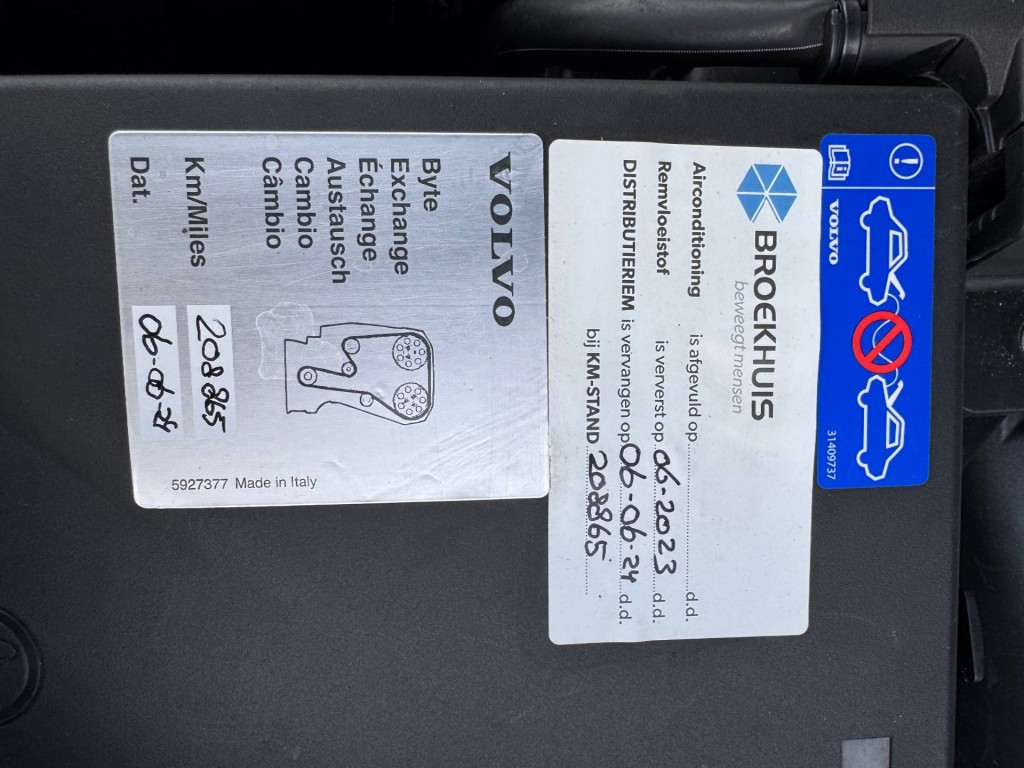 VOLVO
31409737
BROEKHUIS
beweegt mensen
Airconditioning is afgevuld op ............................ d.d.
Remvloeistof is ververst op 06-2023 d.d.
DISTRIBUTIERIEM is vervangen op 06-06-24 d.d.
bij KM-STAND 208865
VOLVO
Byte
Exchange
Échange
Austausch
Cambio
Câmbio
Km/Miles 208865
Dat. 06-06-24
5927377 Made in Italy